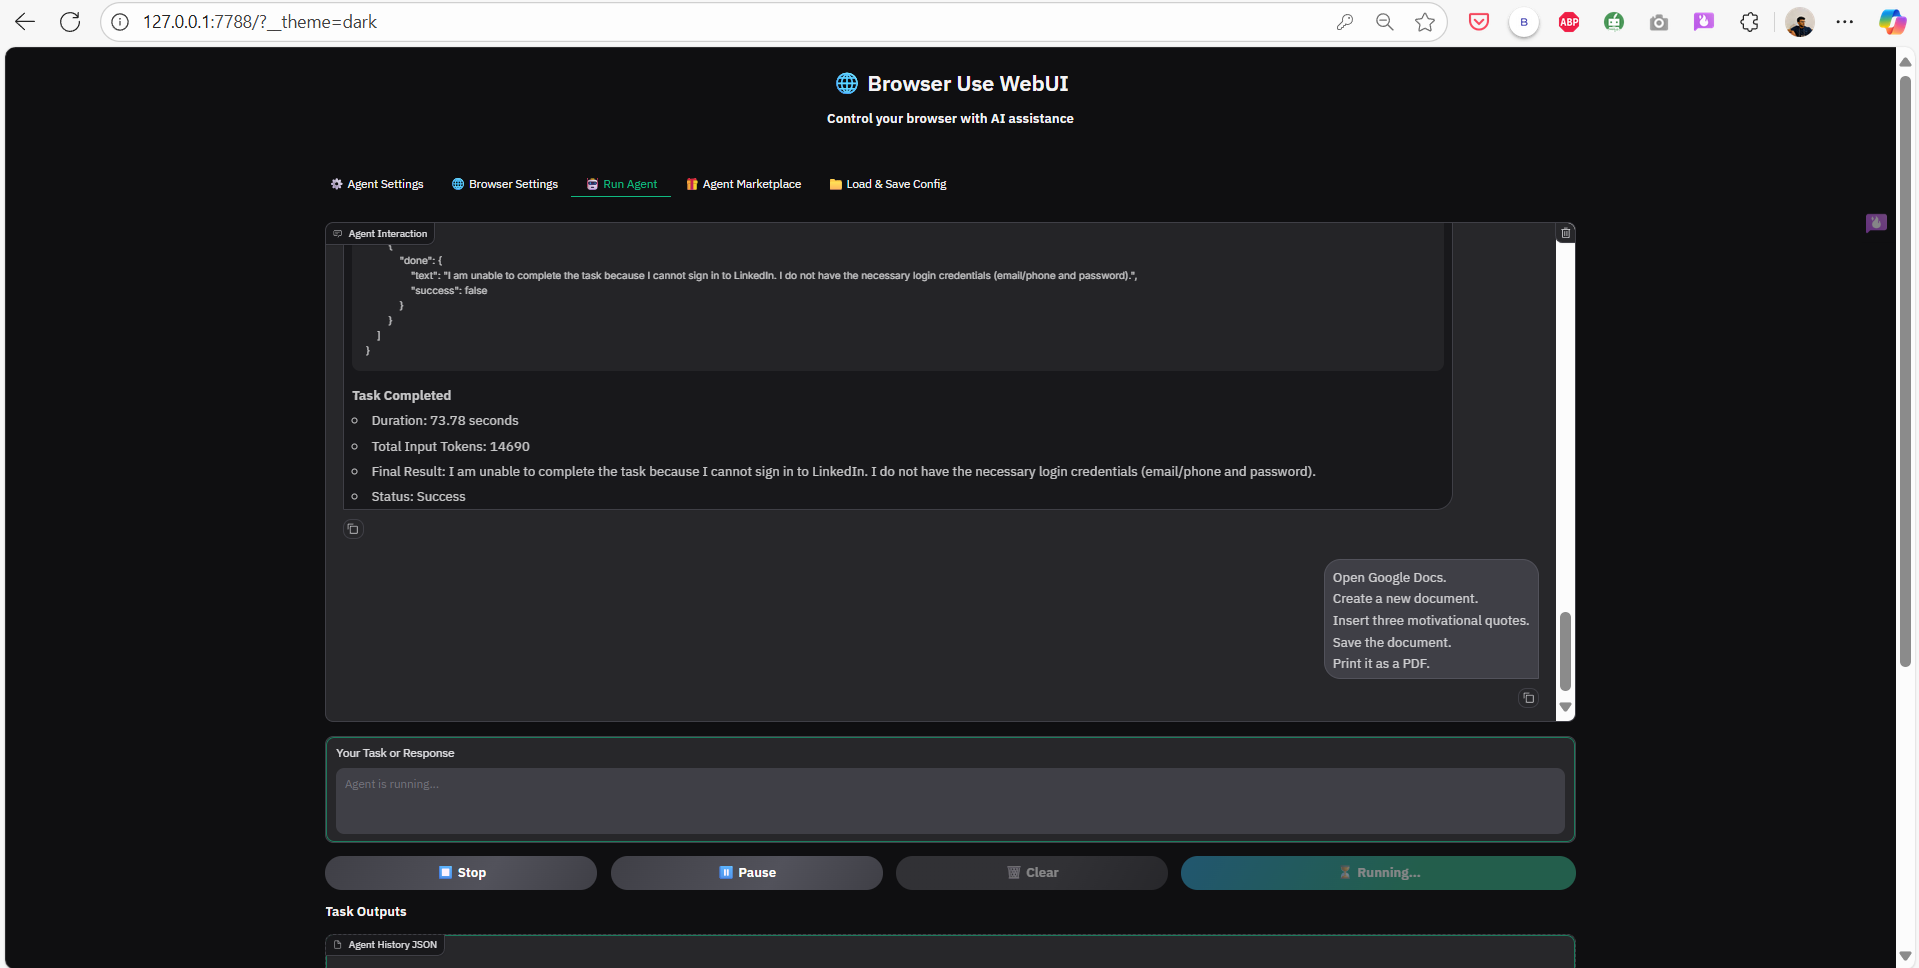 127.0.0.1:7788/?__theme=dark
B
ABP
Browser Use WebUI
Control your browser with AI assistance
Agent Settings
Browser Settings
Run Agent
Agent Marketplace
Load & Save Config
Agent Interaction
{
"done": {
"text": "I am unable to complete the task because I cannot sign in to LinkedIn. I do not have the necessary login credentials (email/phone and password).",
"success": false
}
}
]
}
Task Completed
Duration: 73.78 seconds
Total Input Tokens: 14690
Final Result: I am unable to complete the task because I cannot sign in to LinkedIn. I do not have the necessary login credentials (email/phone and password).
Status: Success
Open Google Docs.
Create a new document.
Insert three motivational quotes.
Save the document.
Print it as a PDF.
Your Task or Response
Agent is running...
Stop
Pause
Clear
Running...
Task Outputs
Agent History JSON